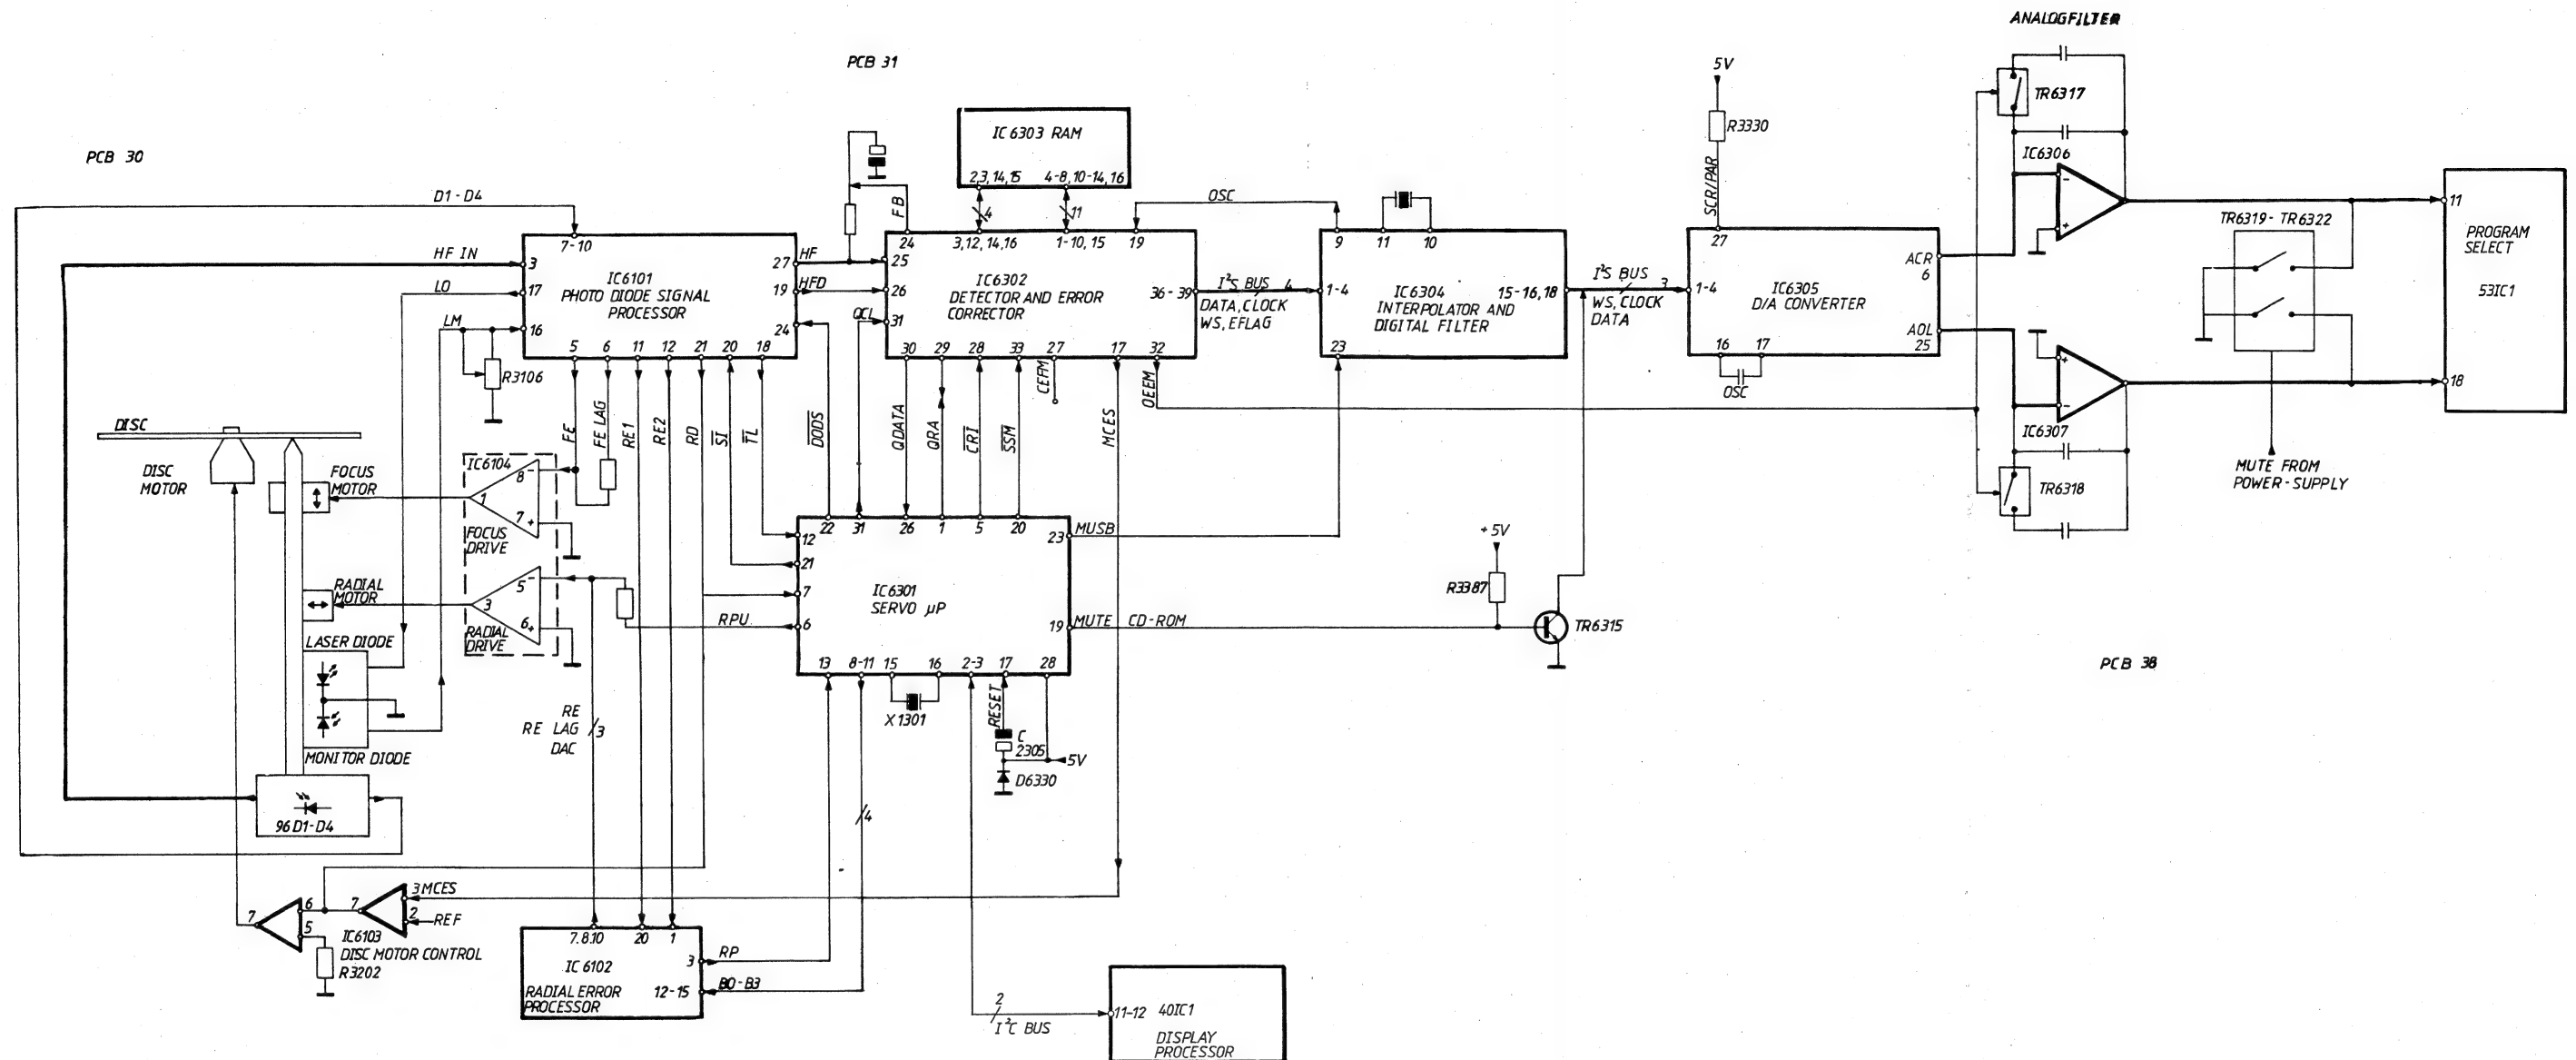 ANALOGFILTER
PCB 31
PCB 30
PCB 38
IC6303 RAM
2,3,14,15
4-8,10-14,16
4
11
5V
R3330
SCR/PAR
TR6317
IC6306
D1-D4
HF IN
LO
LM
R3106
7-10
3
17
16
IC6101
PHOTO DIODE SIGNAL
PROCESSOR
27
19
24
5
6
11
12
21
20
18
HF
HFD
FB
FE
FE LAG
RE1
RE2
RD
SI
TL
DODS
QCL
24
3,12,14,16
1-10,15
19
25
26
31
IC6302
DETECTOR AND ERROR
CORRECTOR
36-39
30
29
28
33
27
17
32
QDATA
QRA
CRI
SSM
CEFM
MCES
OEEM
OSC
I²S BUS
4
DATA,CLOCK
WS,EFLAG
9
11
10
1-4
IC6304
INTERPOLATOR AND
DIGITAL FILTER
15-16,18
23
I²S BUS
3
WS,CLOCK
DATA
27
1-4
IC6305
D/A CONVERTER
ACR
6
AOL
25
16
17
OSC
TR6319-TR6322
11
PROGRAM
SELECT
53IC1
18
IC6307
TR6318
MUTE FROM
POWER-SUPPLY
DISC
DISC
MOTOR
FOCUS
MOTOR
IC6104
8
1
7
FOCUS
DRIVE
RADIAL
MOTOR
5
3
6
RADIAL
DRIVE
LASER DIODE
MONITOR DIODE
96D1-D4
RPU
RE
RE LAG
DAC
3
22
31
26
1
5
20
12
21
7
6
IC6301
SERVO µP
23
19
13
8-11
15
16
2-3
17
28
MUSB
MUTE CD-ROM
+5V
R3387
TR6315
X1301
RESET
C
2305
5V
D6330
4
7
6
5
7
3
MCES
2
REF
IC6103
DISC MOTOR CONTROL
R3202
7.8.10
20
1
IC 6102
RADIAL ERROR
PROCESSOR
3
12-15
RP
B0-B3
2
I²C BUS
11-12
40IC1
DISPLAY
PROCESSOR